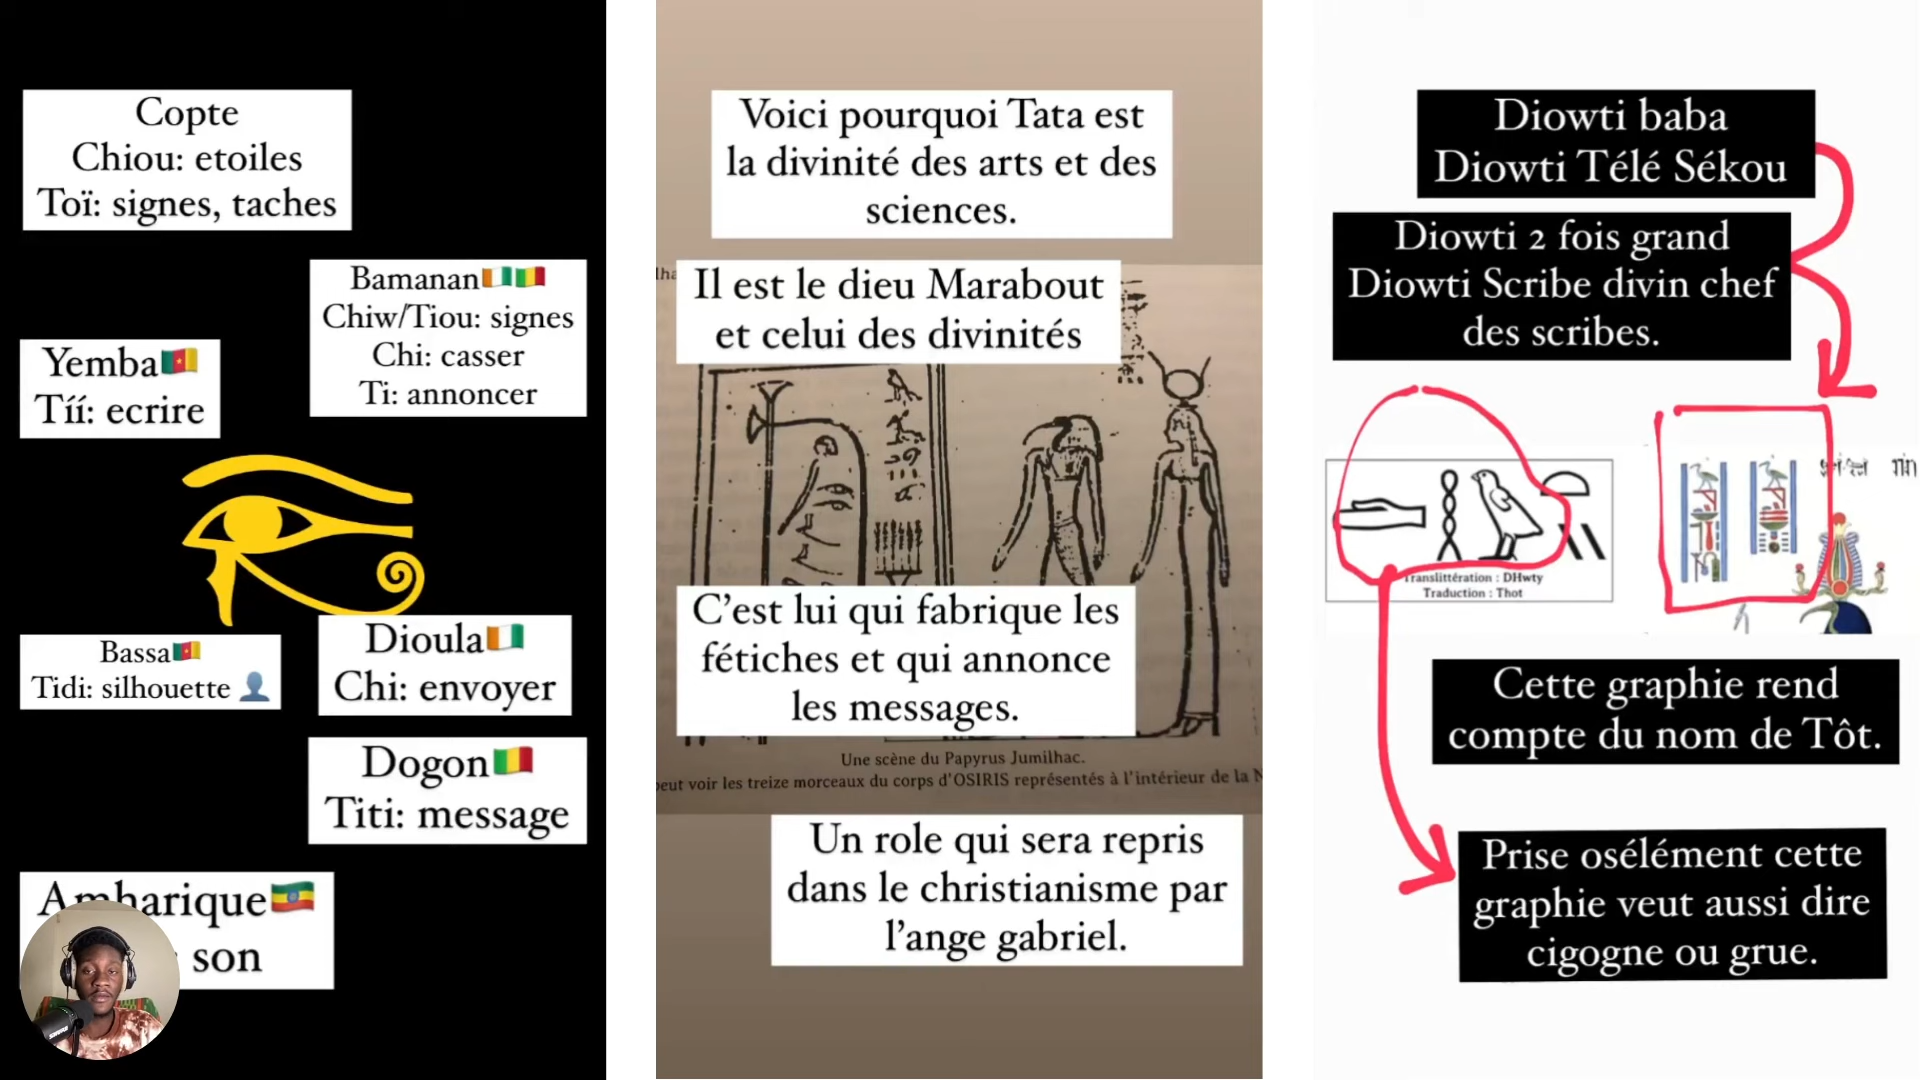 Copte
Chiou: etoiles
Toï: signes, taches
Bamanan
Chiw/Tiou: signes
Chi: casser
Ti: annoncer
Yemba
Tíí: ecrire
Bassa
Tidi: silhouette
Dioula
Chi: envoyer
Dogon
Titi: message
Amharique
son
Voici pourquoi Tata est
la divinité des arts et des
sciences.
Il est le dieu Marabout
et celui des divinités
C'est lui qui fabrique les
fétiches et qui annonce
les messages.
Une scène du Papyrus Jumilhac.
peut voir les treize morceaux du corps d'OSIRIS représentés à l'intérieur de la
Un role qui sera repris
dans le christianisme par
l'ange gabriel.
Diowti baba
Diowti Télé Sékou
Diowti 2 fois grand
Diowti Scribe divin chef
des scribes.
Translittération : DHwty
Traduction : Thot
Cette graphie rend
compte du nom de Tôt.
Prise osélément cette
graphie veut aussi dire
cigogne ou grue.